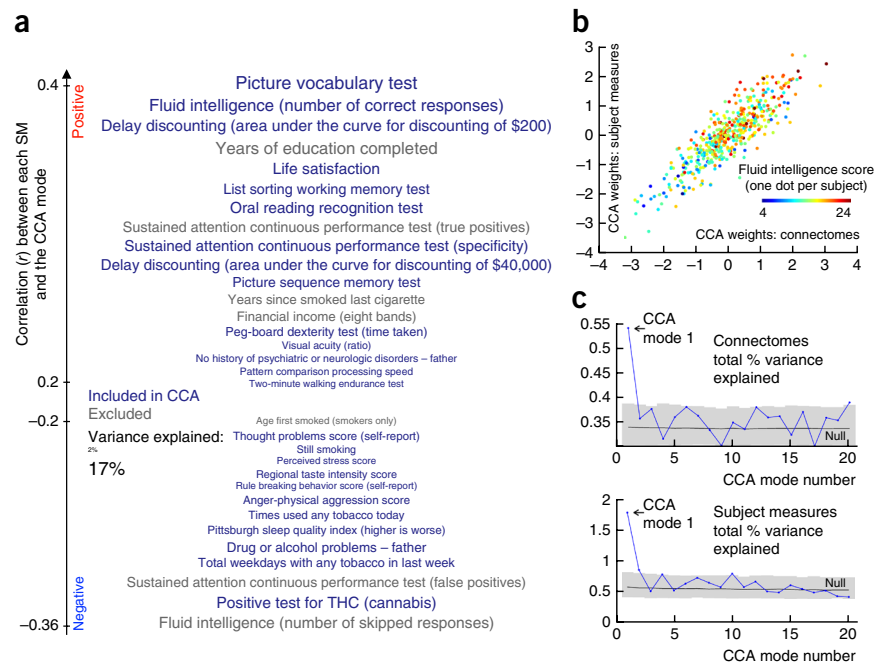 a
Correlation (r) between each SM
and the CCA mode
0.4
0.2
−0.2
−0.36
Positive
Negative
Picture vocabulary test
Fluid intelligence (number of correct responses)
Delay discounting (area under the curve for discounting of $200)
Years of education completed
Life satisfaction
List sorting working memory test
Oral reading recognition test
Sustained attention continuous performance test (true positives)
Sustained attention continuous performance test (specificity)
Delay discounting (area under the curve for discounting of $40,000)
Picture sequence memory test
Years since smoked last cigarette
Financial income (eight bands)
Peg-board dexterity test (time taken)
Visual acuity (ratio)
No history of psychiatric or neurologic disorders – father
Pattern comparison processing speed
Two-minute walking endurance test
Included in CCA
Excluded
Variance explained:
2%
17%
Age first smoked (smokers only)
Thought problems score (self-report)
Still smoking
Perceived stress score
Regional taste intensity score
Rule breaking behavior score (self-report)
Anger-physical aggression score
Times used any tobacco today
Pittsburgh sleep quality index (higher is worse)
Drug or alcohol problems – father
Total weekdays with any tobacco in last week
Sustained attention continuous performance test (false positives)
Positive test for THC (cannabis)
Fluid intelligence (number of skipped responses)
b
CCA weights: subject measures
3
2
1
0
−1
−2
−3
−4
Fluid intelligence score
(one dot per subject)
4 24
CCA weights: connectomes
−4 −3 −2 −1 0 1 2 3 4
c
0.55
0.5
0.45
0.4
0.35
CCA
mode 1
Connectomes
total % variance
explained
Null
0 5 10 15 20
CCA mode number
2
1.5
1
0.5
0
CCA
mode 1
Subject measures
total % variance
explained
Null
0 5 10 15 20
CCA mode number